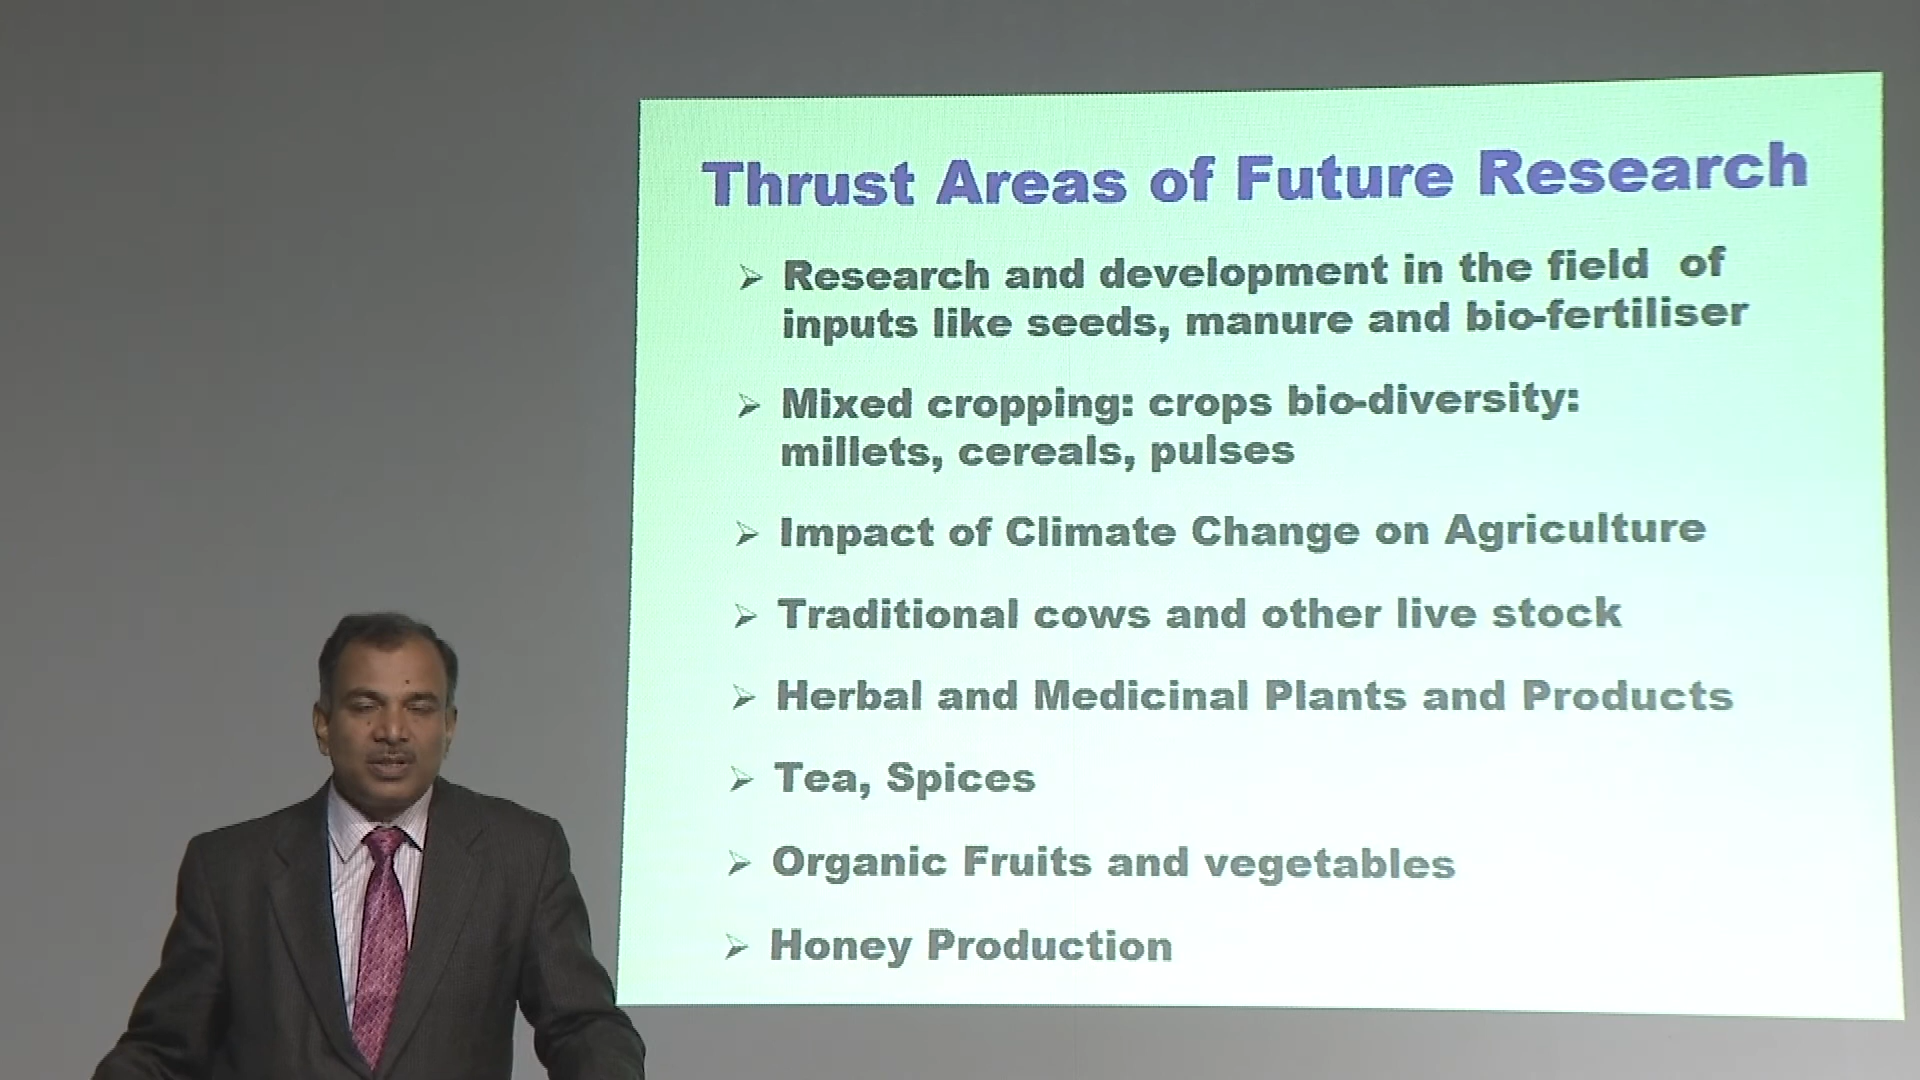 Thrust Areas of Future Research
➢ Research and development in the field of
inputs like seeds, manure and bio-fertiliser
➢ Mixed cropping: crops bio-diversity:
millets, cereals, pulses
➢ Impact of Climate Change on Agriculture
➢ Traditional cows and other live stock
➢ Herbal and Medicinal Plants and Products
➢ Tea, Spices
➢ Organic Fruits and vegetables
➢ Honey Production